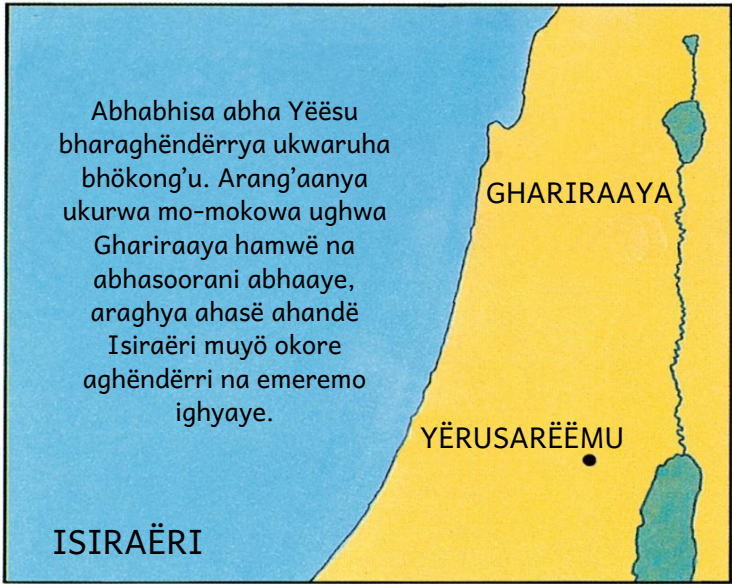 Abhabhisa abha Yëësu
bharaghëndërrya ukwaruha
bhökong'u. Arang'aanya
ukurwa mo-mokowa ughwa
Ghariraaya hamwë na
abhasoorani abhaaye,
araghya ahasë ahandë
Isiraëri muyö okore
aghëndërri na emeremo
ighyaye.
GHARIRAAYA
YËRUSARËËMU
ISIRAËRI